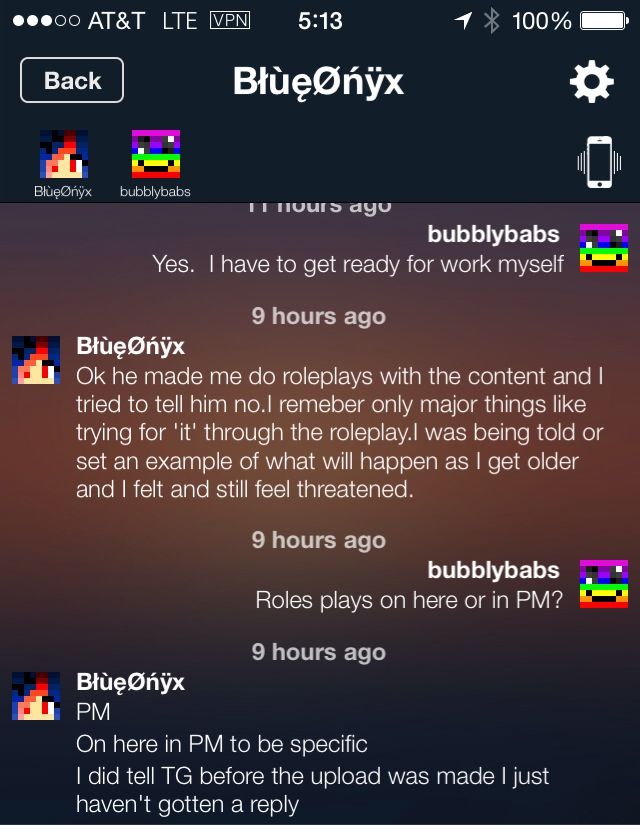 AT&T LTE VPN 5:13 100%
Back BłùęØńÿx
BłùęØńÿx bubblybabs
11 hours ago
bubblybabs
Yes. I have to get ready for work myself
9 hours ago
BłùęØńÿx
Ok he made me do roleplays with the content and I
tried to tell him no.I remeber only major things like
trying for 'it' through the roleplay.I was being told or
set an example of what will happen as I get older
and I felt and still feel threatened.
9 hours ago
bubblybabs
Roles plays on here or in PM?
9 hours ago
BłùęØńÿx
PM
On here in PM to be specific
I did tell TG before the upload was made I just
haven't gotten a reply